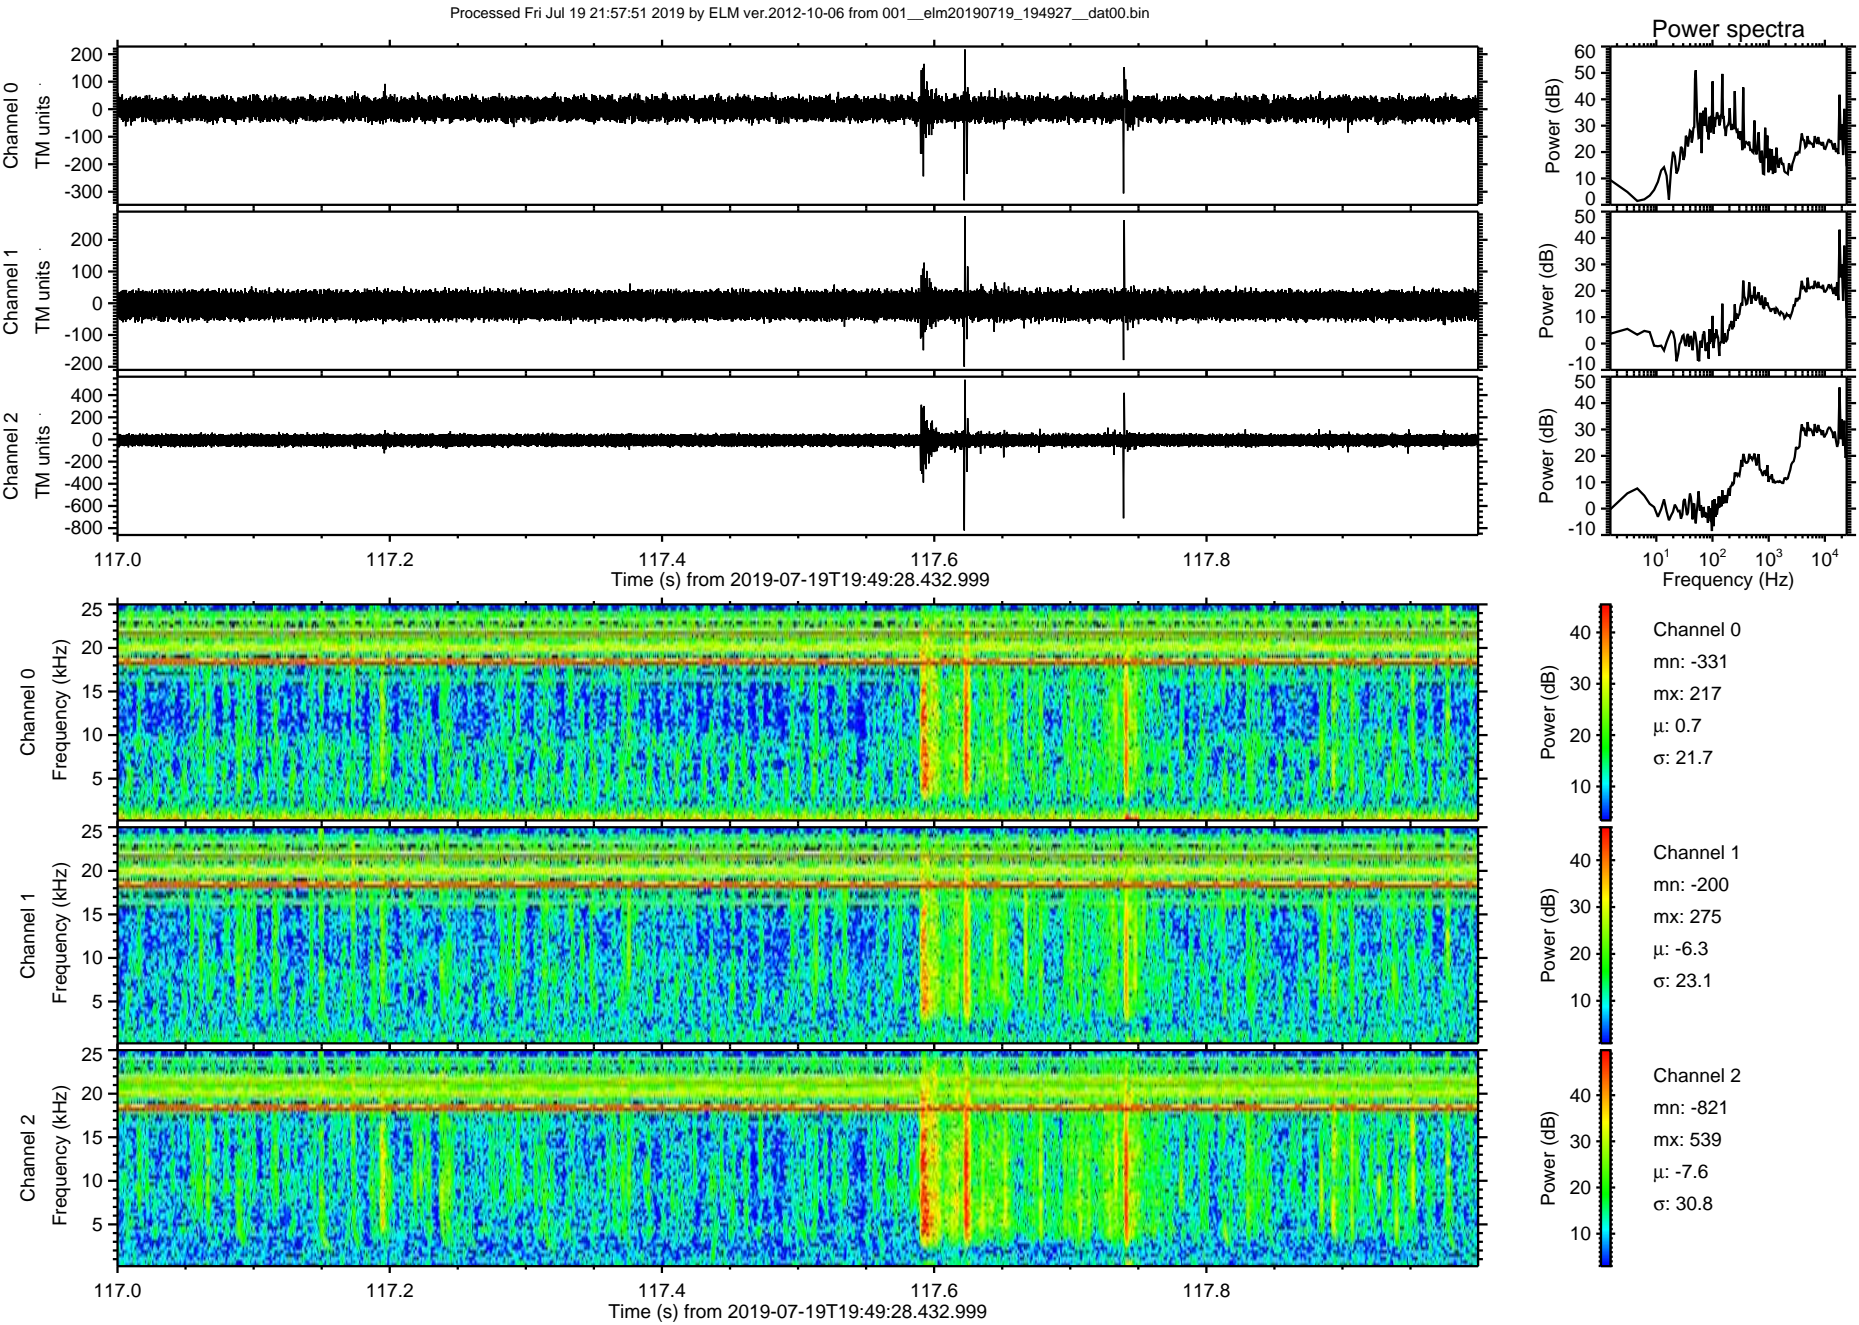 Processed Fri Jul 19 21:57:51 2019 by ELM ver.2012-10-06 from 001__elm20190719_194927__dat00.bin
Power spectra
Channel 0
TM units
200
100
0
-100
-200
-300
Power (dB)
60
50
40
30
20
10
0
Channel 1
TM units
200
100
0
-100
-200
Power (dB)
50
40
30
20
10
0
-10
Channel 2
TM units
400
200
0
-200
-400
-600
-800
Power (dB)
50
40
30
20
10
0
-10
117.0 117.2 117.4 117.6 117.8
Time (s) from 2019-07-19T19:49:28.432.999
10¹ 10² 10³ 10⁴
Frequency (Hz)
Channel 0
Frequency (kHz)
25
20
15
10
5
Power (dB)
40
30
20
10
Channel 0
mn: -331
mx: 217
μ: 0.7
σ: 21.7
Channel 1
Frequency (kHz)
25
20
15
10
5
Power (dB)
40
30
20
10
Channel 1
mn: -200
mx: 275
μ: -6.3
σ: 23.1
Channel 2
Frequency (kHz)
25
20
15
10
5
Power (dB)
40
30
20
10
Channel 2
mn: -821
mx: 539
μ: -7.6
σ: 30.8
117.0 117.2 117.4 117.6 117.8
Time (s) from 2019-07-19T19:49:28.432.999